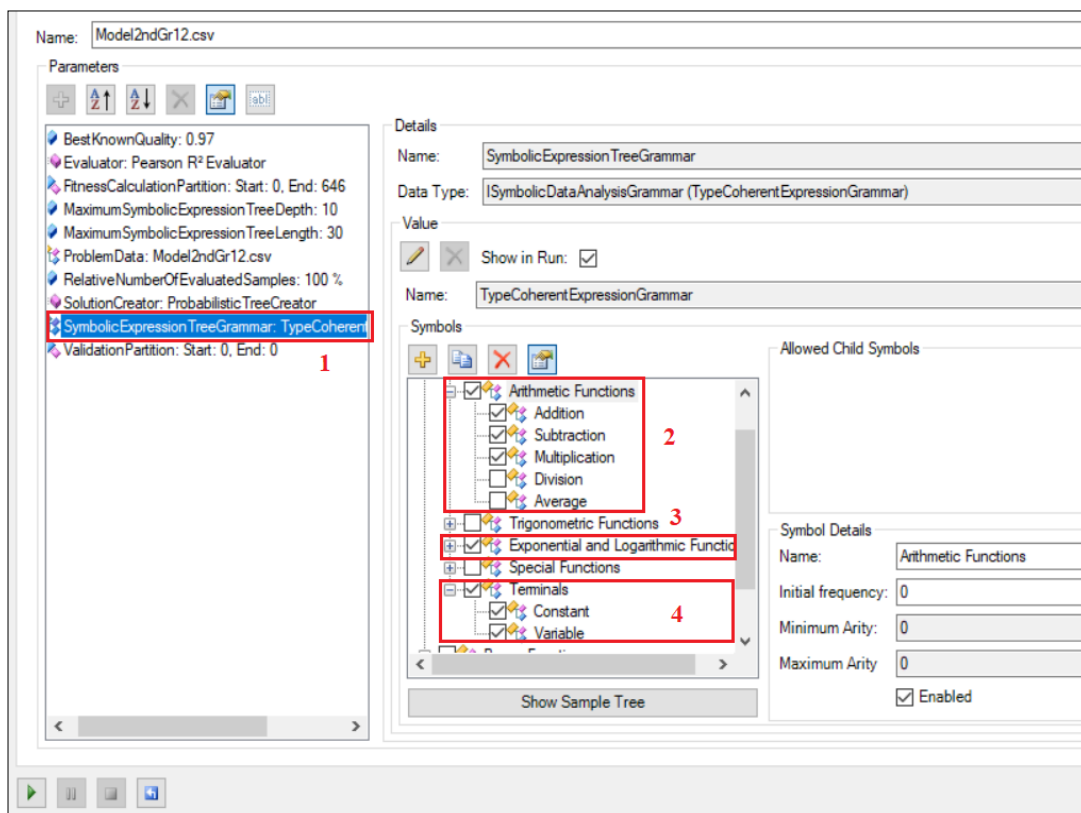 Name: Model2ndGr12.csv
Parameters
BestKnownQuality: 0.97
Evaluator: Pearson R² Evaluator
FitnessCalculationPartition: Start: 0, End: 646
MaximumSymbolicExpressionTreeDepth: 10
MaximumSymbolicExpressionTreeLength: 30
ProblemData: Model2ndGr12.csv
RelativeNumberOfEvaluatedSamples: 100 %
SolutionCreator: ProbabilisticTreeCreator
SymbolicExpressionTreeGrammar: TypeCoherent
ValidationPartition: Start: 0, End: 0
1
Details
Name: SymbolicExpressionTreeGrammar
Data Type: ISymbolicDataAnalysisGrammar (TypeCoherentExpressionGrammar)
Value
Show in Run:
Name: TypeCoherentExpressionGrammar
Symbols
Arithmetic Functions
Addition
Subtraction
2
Multiplication
Division
Average
Trigonometric Functions
3
Exponential and Logarithmic Functio
Special Functions
Terminals
Constant
4
Variable
Show Sample Tree
Allowed Child Symbols
Symbol Details
Name: Arithmetic Functions
Initial frequency: 0
Minimum Arity: 0
Maximum Arity 0
Enabled